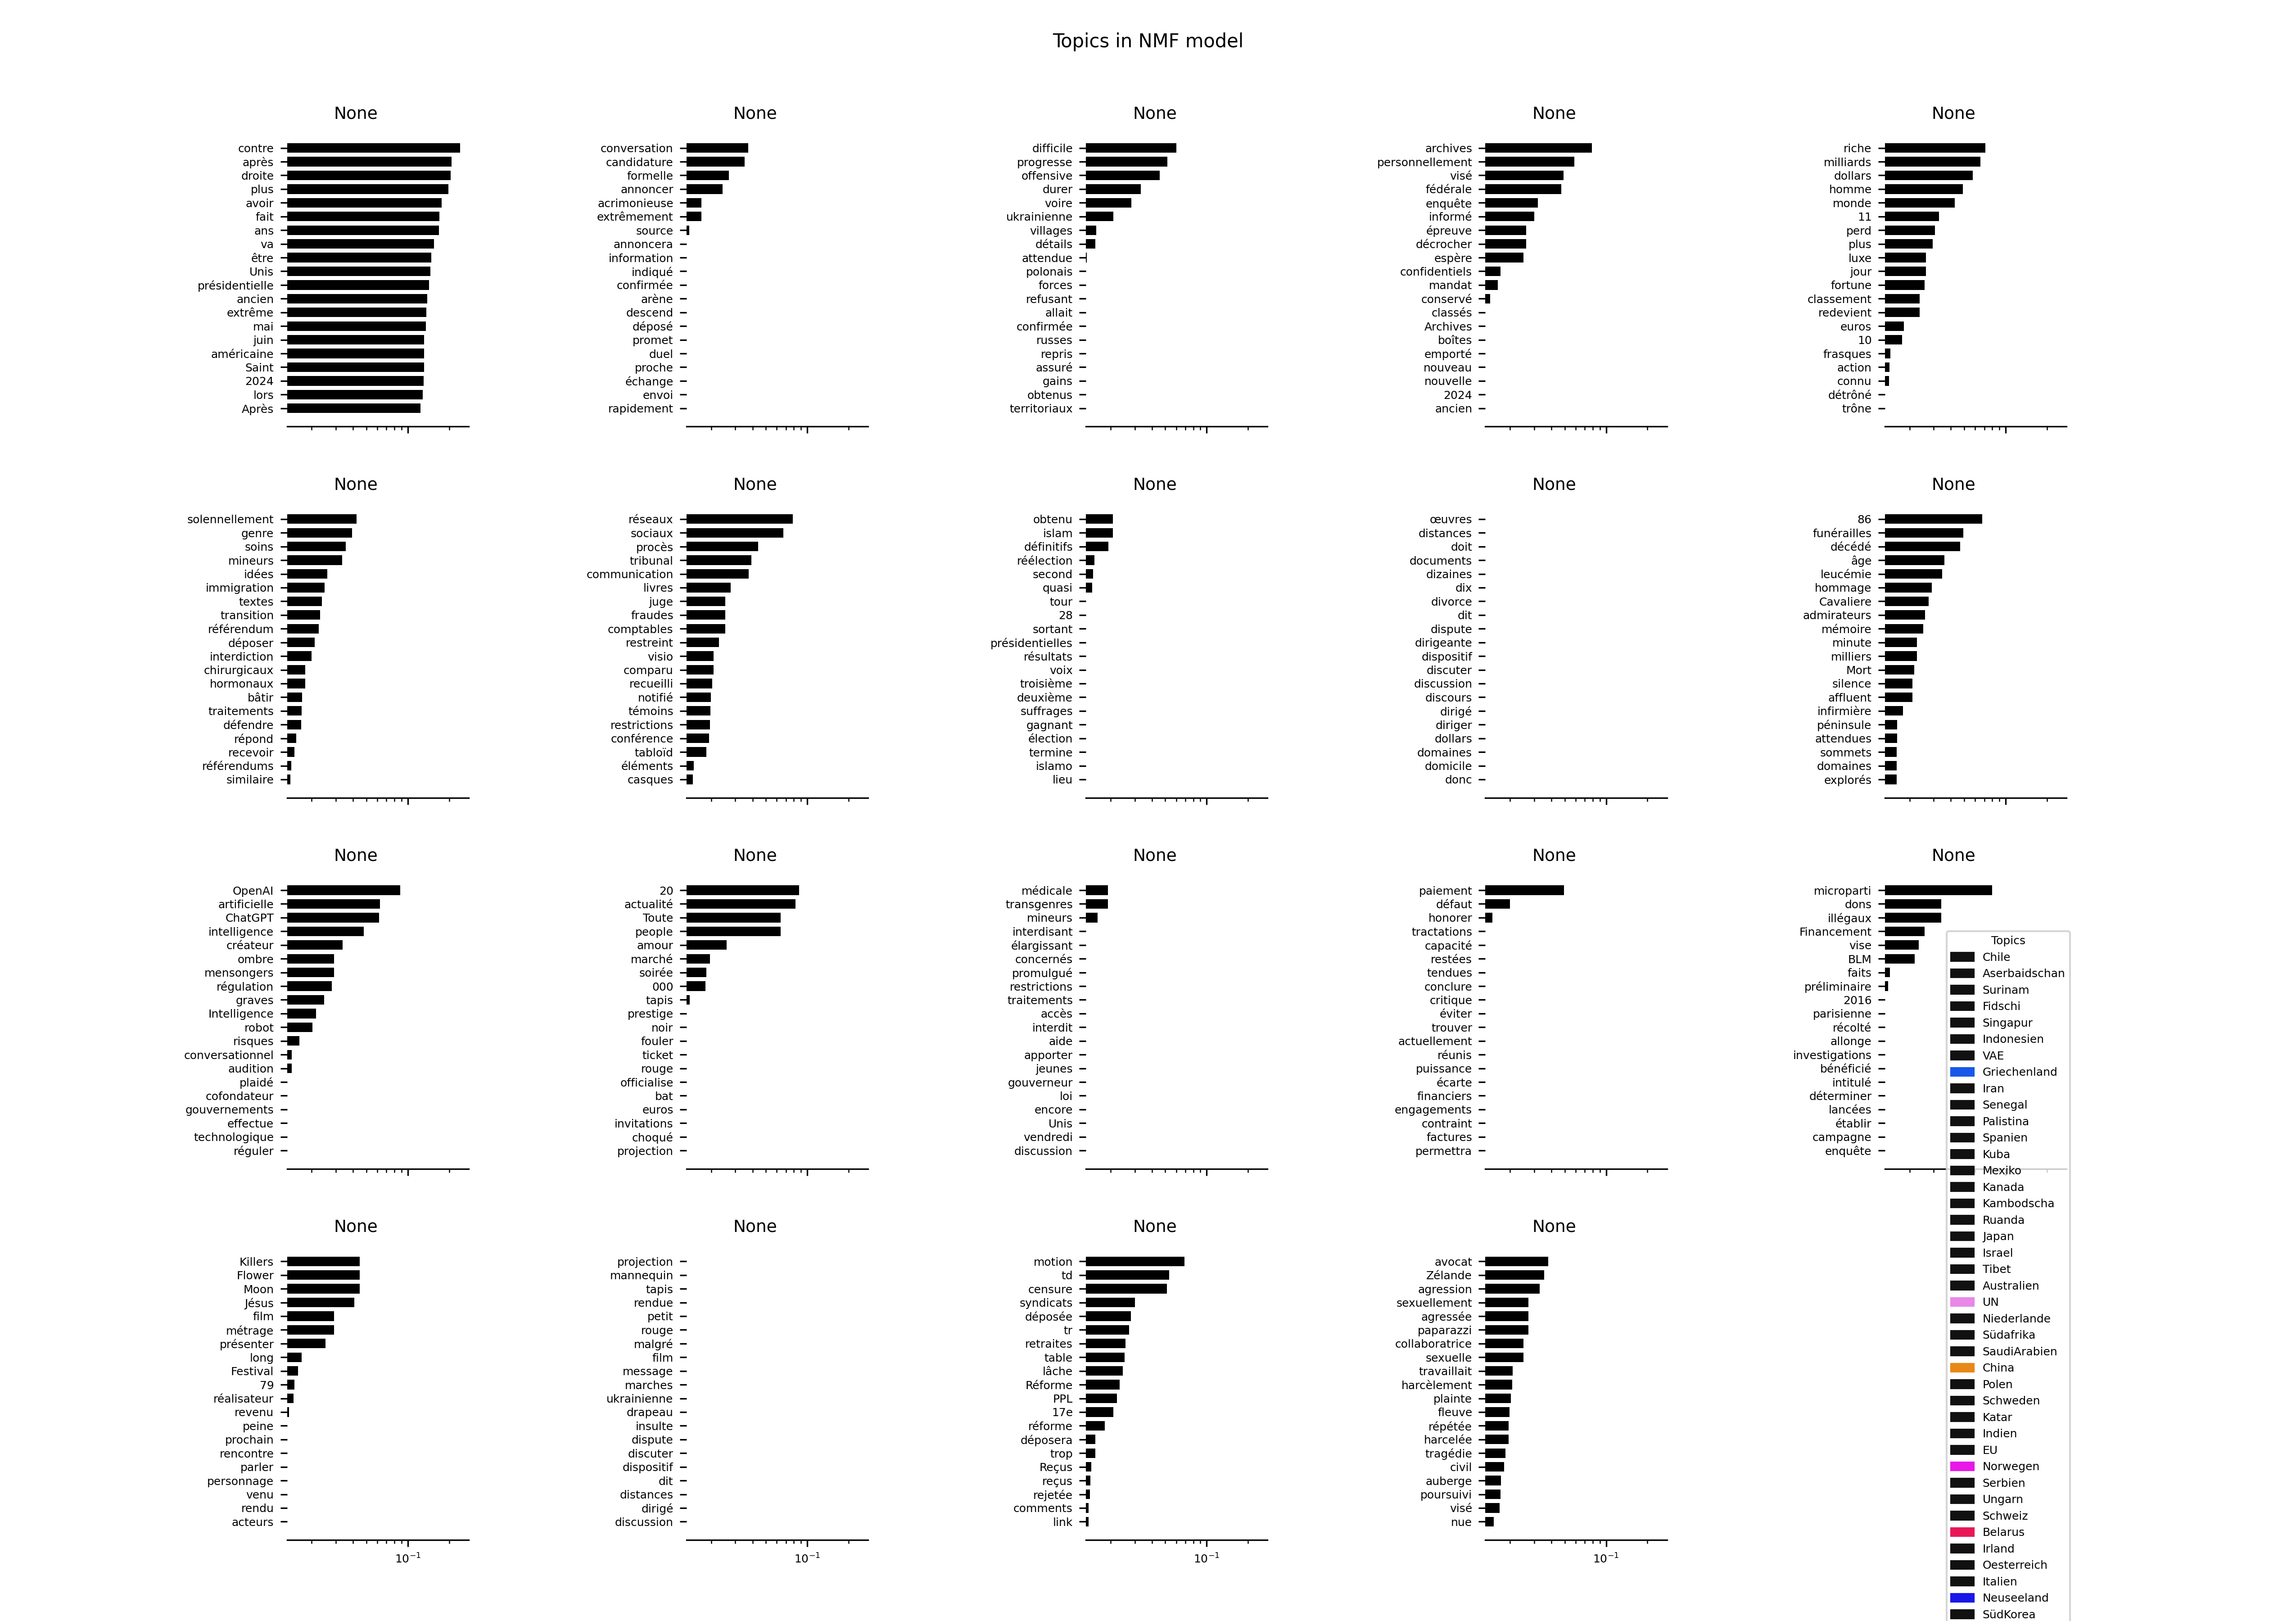 Topics in NMF model
None
contre
après
droite
plus
avoir
fait
ans
va
être
Unis
présidentielle
ancien
extrême
mai
juin
américaine
Saint
2024
lors
Après
None
conversation
candidature
formelle
annoncer
acrimonieuse
extrêmement
source
annoncera
information
indiqué
confirmée
arène
descend
déposé
promet
duel
proche
échange
envoi
rapidement
None
difficile
progresse
offensive
durer
voire
ukrainienne
villages
détails
attendue
polonais
forces
refusant
allait
confirmée
russes
repris
assuré
gains
obtenus
territoriaux
None
archives
personnellement
visé
fédérale
enquête
informé
épreuve
décrocher
espère
confidentiels
mandat
conservé
classés
Archives
boîtes
emporté
nouveau
nouvelle
2024
ancien
None
riche
milliards
dollars
homme
monde
11
perd
plus
luxe
jour
fortune
classement
redevient
euros
10
frasques
action
connu
détrôné
trône
None
solennellement
genre
soins
mineurs
idées
immigration
textes
transition
référendum
déposer
interdiction
chirurgicaux
hormonaux
bâtir
traitements
défendre
répond
recevoir
référendums
similaire
None
réseaux
sociaux
procès
tribunal
communication
livres
juge
fraudes
comptables
restreint
visio
comparu
recueilli
notifié
témoins
restrictions
conférence
tabloïd
éléments
casques
None
obtenu
islam
définitifs
réélection
second
quasi
tour
28
sortant
présidentielles
résultats
voix
troisième
deuxième
suffrages
gagnant
élection
termine
islamo
lieu
None
œuvres
distances
doit
documents
dizaines
dix
divorce
dit
dispute
dirigeante
dispositif
discuter
discussion
discours
dirigé
diriger
dollars
domaines
domicile
donc
None
86
funérailles
décédé
âge
leucémie
hommage
Cavaliere
admirateurs
mémoire
minute
milliers
Mort
silence
affluent
infirmière
péninsule
attendues
sommets
domaines
explorés
None
OpenAI
artificielle
ChatGPT
intelligence
créateur
ombre
mensongers
régulation
graves
Intelligence
robot
risques
conversationnel
audition
plaidé
cofondateur
gouvernements
effectue
technologique
réguler
None
20
actualité
Toute
people
amour
marché
soirée
000
tapis
prestige
noir
fouler
ticket
rouge
officialise
bat
euros
invitations
choqué
projection
None
médicale
transgenres
mineurs
interdisant
élargissant
concernés
promulgué
restrictions
traitements
accès
interdit
aide
apporter
jeunes
gouverneur
loi
encore
Unis
vendredi
discussion
None
paiement
défaut
honorer
tractations
capacité
restées
tendues
conclure
critique
éviter
trouver
actuellement
réunis
puissance
écarte
financiers
engagements
contraint
factures
permettra
None
microparti
dons
illégaux
Financement
vise
BLM
faits
préliminaire
2016
parisienne
récolté
allonge
investigations
bénéficié
intitulé
déterminer
lancées
établir
campagne
enquête
None
Killers
Flower
Moon
Jésus
film
métrage
présenter
long
Festival
79
réalisateur
revenu
peine
prochain
rencontre
parler
personnage
venu
rendu
acteurs
10⁻¹
None
projection
mannequin
tapis
rendue
petit
rouge
malgré
film
message
marches
ukrainienne
drapeau
insulte
dispute
discuter
dispositif
dit
distances
dirigé
discussion
10⁻¹
None
motion
td
censure
syndicats
déposée
tr
retraites
table
lâche
Réforme
PPL
17e
réforme
déposera
trop
Reçus
reçus
rejetée
comments
link
10⁻¹
None
avocat
Zélande
agression
sexuellement
agressée
paparazzi
collaboratrice
sexuelle
travaillait
harcèlement
plainte
fleuve
répétée
harcelée
tragédie
civil
auberge
poursuivi
visé
nue
10⁻¹
Topics
Chile
Aserbaidschan
Surinam
Fidschi
Singapur
Indonesien
VAE
Griechenland
Iran
Senegal
Palistina
Spanien
Kuba
Mexiko
Kanada
Kambodscha
Ruanda
Japan
Israel
Tibet
Australien
UN
Niederlande
Südafrika
SaudiArabien
China
Polen
Schweden
Katar
Indien
EU
Norwegen
Serbien
Ungarn
Schweiz
Belarus
Irland
Oesterreich
Italien
Neuseeland
SüdKorea